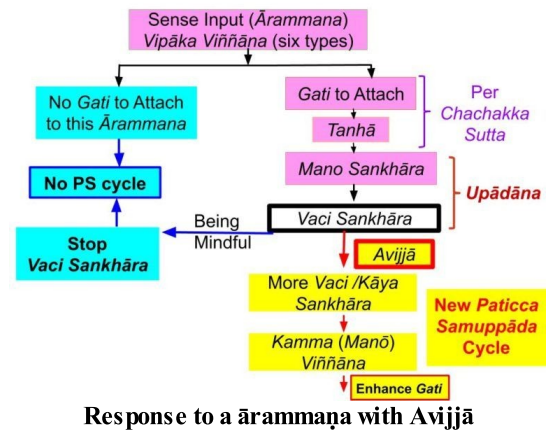 Sense Input (Ārammana)
Vipāka Viññāna (six types)
No Gati to Attach
to this Ārammana
Gati to Attach
Tanhā
Per
Chachakka
Sutta
No PS cycle
Mano Sankhāra
Upādāna
Vaci Sankhāra
Being
Mindful
Stop
Vaci Sankhāra
Avijjā
More Vaci /Kāya
Sankhāra
New Paticca
Samuppāda
Cycle
Kamma (Manō)
Viññāna
Enhance Gati
Response to a ārammaṇa with Avijjā